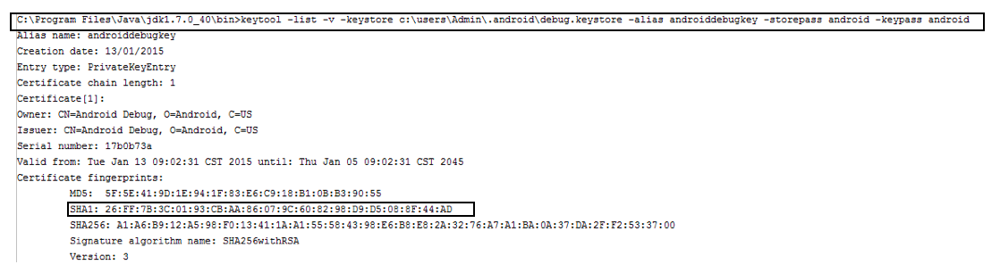 C:\Program Files\Java\jdk1.7.0_40\bin>keytool -list -v -keystore c:\users\Admin\.android\debug.keystore -alias androiddebugkey -storepass android -keypass android
Alias name: androiddebugkey
Creation date: 13/01/2015
Entry type: PrivateKeyEntry
Certificate chain length: 1
Certificate[1]:
Owner: CN=Android Debug, O=Android, C=US
Issuer: CN=Android Debug, O=Android, C=US
Serial number: 17b0b73a
Valid from: Tue Jan 13 09:02:31 CST 2015 until: Thu Jan 05 09:02:31 CST 2045
Certificate fingerprints:
MD5:  5F:5E:41:9D:1E:94:1F:83:E6:C9:18:B1:0B:B3:90:55
SHA1: 26:FF:7B:3C:01:93:CB:AA:86:07:9C:60:82:98:D9:D5:08:8F:44:AD
SHA256: A1:A6:B9:12:A5:98:F0:13:41:1A:A1:55:58:43:98:E6:B8:E8:2A:32:76:A7:A1:BA:0A:37:DA:2F:F2:53:37:00
Signature algorithm name: SHA256withRSA
Version: 3